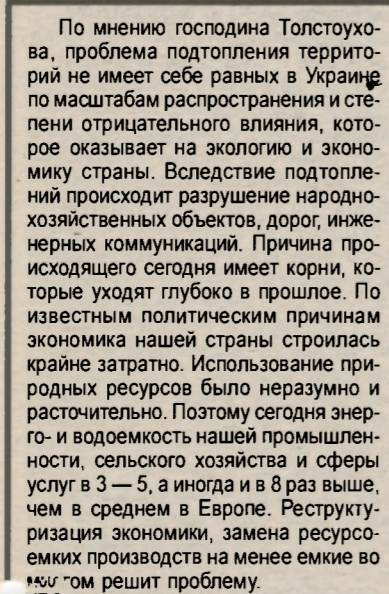 По мнению господина Толстоухо-
ва, проблема подтопления террито-
рий не имеет себе равных в Украине
по масштабам распространения и сте-
пени отрицательного влияния, кото-
рое оказывает на экологию и эконо-
мику страны. Вследствие подтопле-
ний происходит разрушение народно-
хозяйственных объектов, дорог, инже-
нерных коммуникаций. Причина про-
исходящего сегодня имеет корни, ко-
торые уходят глубоко в прошлое. По
известным политическим причинам
экономика нашей страны строилась
крайне затратно. Использование при-
родных ресурсов было неразумно и
расточительно. Поэтому сегодня энер-
го- и водоемкость нашей промышлен-
ности, сельского хозяйства и сферы
услуг в 3 — 5, а иногда и в 8 раз выше,
чем в среднем в Европе. Реструкту-
ризация экономики, замена ресурсо-
емких производств на менее емкие во
решит проблему.